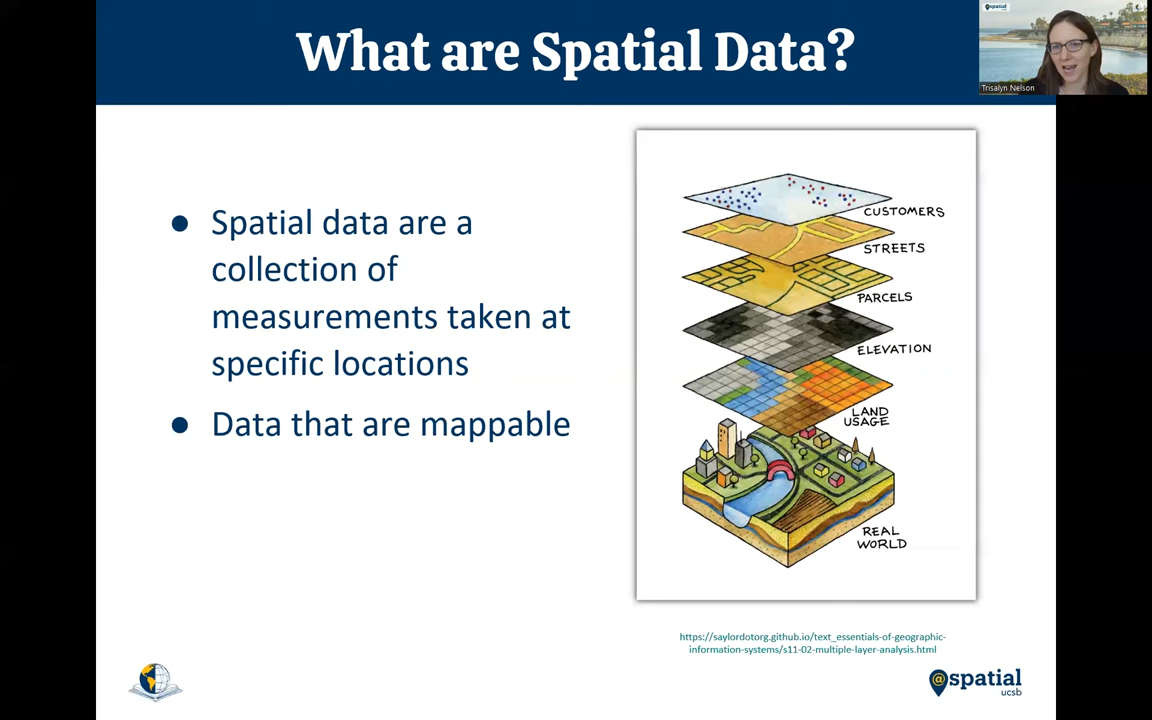 What are Spatial Data?
spatial
Trisalyn Nelson
● Spatial data are a
collection of
measurements taken at
specific locations
● Data that are mappable
CUSTOMERS
STREETS
PARCELS
ELEVATION
LAND
USAGE
REAL
WORLD
https://saylordotorg.github.io/text_essentials-of-geographic-
information-systems/s11-02-multiple-layer-analysis.html
@spatial
ucsb